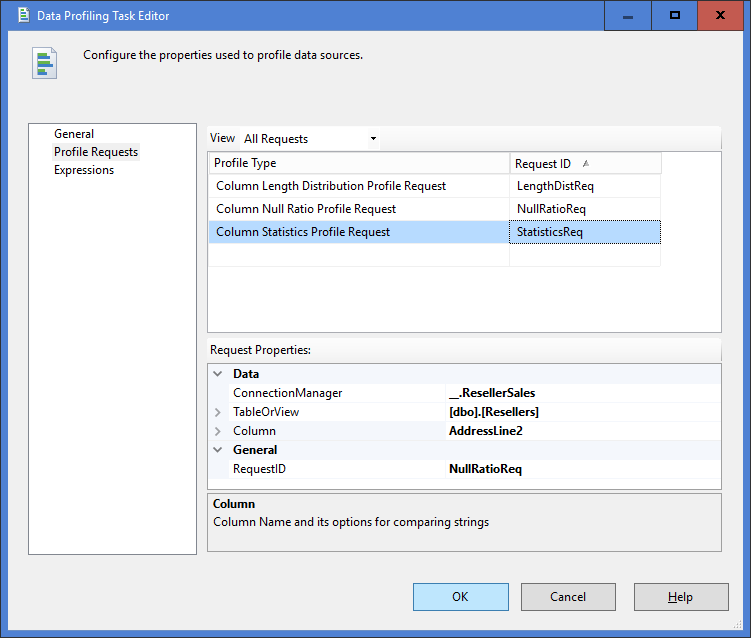 Data Profiling Task Editor
Configure the properties used to profile data sources.
General
Profile Requests
Expressions
View All Requests
Profile Type Request ID
Column Length Distribution Profile Request LengthDistReq
Column Null Ratio Profile Request NullRatioReq
Column Statistics Profile Request StatisticsReq
Request Properties:
Data
ConnectionManager __.ResellerSales
TableOrView [dbo].[Resellers]
Column AddressLine2
General
RequestID NullRatioReq
Column
Column Name and its options for comparing strings
OK Cancel Help